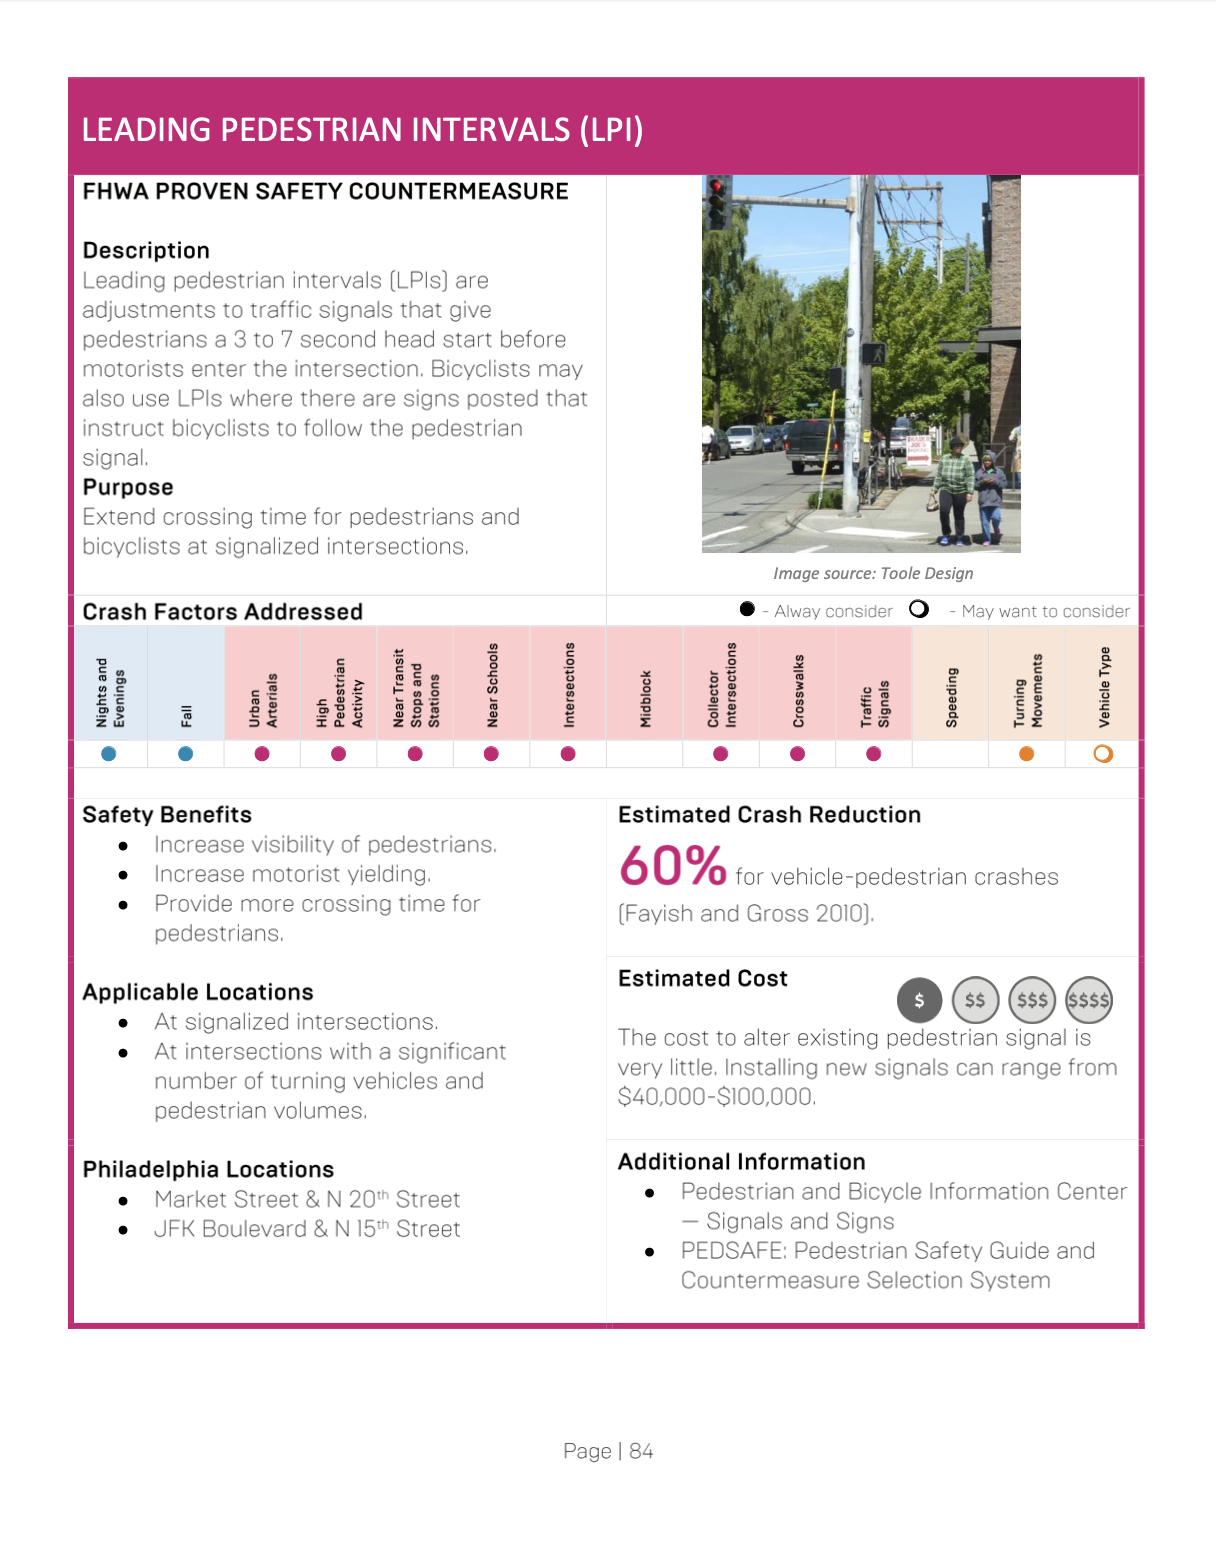 LEADING PEDESTRIAN INTERVALS (LPI)
FHWA PROVEN SAFETY COUNTERMEASURE
Description
Leading pedestrian intervals (LPIs) are
adjustments to traffic signals that give
pedestrians a 3 to 7 second head start before
motorists enter the intersection. Bicyclists may
also use LPIs where there are signs posted that
instruct bicyclists to follow the pedestrian
signal.
Purpose
Extend crossing time for pedestrians and
bicyclists at signalized intersections.
Image source: Toole Design
Crash Factors Addressed
- Alway consider
- May want to consider
Nights and
Evenings
Fall
Urban
Arterials
High
Pedestrian
Activity
Near Transit
Stops and
Stations
Near Schools
Intersections
Midblock
Collector
Intersections
Crosswalks
Traffic
Signals
Speeding
Turning
Movements
Vehicle Type
Safety Benefits
● Increase visibility of pedestrians.
● Increase motorist yielding.
● Provide more crossing time for
pedestrians.
Applicable Locations
● At signalized intersections.
● At intersections with a significant
number of turning vehicles and
pedestrian volumes.
Philadelphia Locations
● Market Street & N 20th Street
● JFK Boulevard & N 15th Street
Estimated Crash Reduction
60% for vehicle-pedestrian crashes
(Fayish and Gross 2010).
Estimated Cost
$ $$ $$$ $$$$
The cost to alter existing pedestrian signal is
very little. Installing new signals can range from
$40,000-$100,000.
Additional Information
● Pedestrian and Bicycle Information Center
— Signals and Signs
● PEDSAFE: Pedestrian Safety Guide and
Countermeasure Selection System
Page | 84